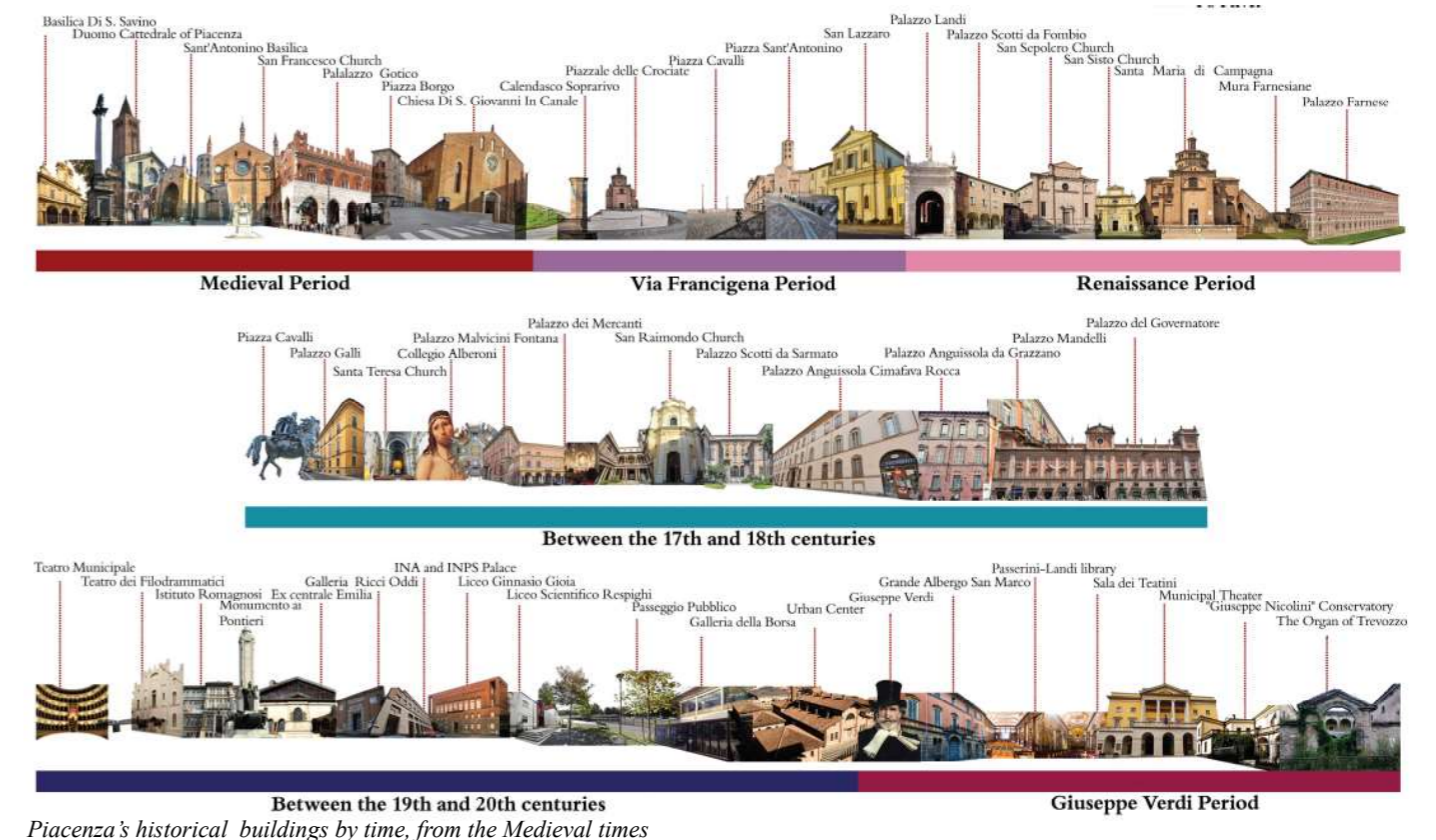 Basilica Di S. Savino
Duomo Cattedrale of Piacenza
Sant'Antonino Basilica
San Francesco Church
Palalazzo Gotico
Piazza Borgo
Chiesa Di S. Giovanni In Canale
Calendasco Soprarivo
Piazzale delle Crociate
Piazza Cavalli
Piazza Sant'Antonino
San Lazzaro
Palazzo Landi
Palazzo Scotti da Fombio
San Sepolcro Church
San Sisto Church
Santa Maria di Campagna
Mura Farnesiane
Palazzo Farnese
Medieval Period
Via Francigena Period
Renaissance Period
Piazza Cavalli
Palazzo Galli
Santa Teresa Church
Collegio Alberoni
Palazzo Malvicini Fontana
Palazzo dei Mercanti
San Raimondo Church
Palazzo Scotti da Sarmato
Palazzo Anguissola Cimafava Rocca
Palazzo Anguissola da Grazzano
Palazzo Mandelli
Palazzo del Governatore
Between the 17th and 18th centuries
Teatro Municipale
Teatro dei Filodrammatici
Istituto Romagnosi
Monumento ai
Pontieri
Ex centrale Emilia
Galleria Ricci Oddi
INA and INPS Palace
Liceo Ginnasio Gioia
Liceo Scientifico Respighi
Passeggio Pubblico
Galleria della Borsa
Urban Center
Giuseppe Verdi
Grande Albergo San Marco
Passerini-Landi library
Sala dei Teatini
Municipal Theater
"Giuseppe Nicolini" Conservatory
The Organ of Trevozzo
Between the 19th and 20th centuries
Giuseppe Verdi Period
Piacenza's historical buildings by time, from the Medieval times